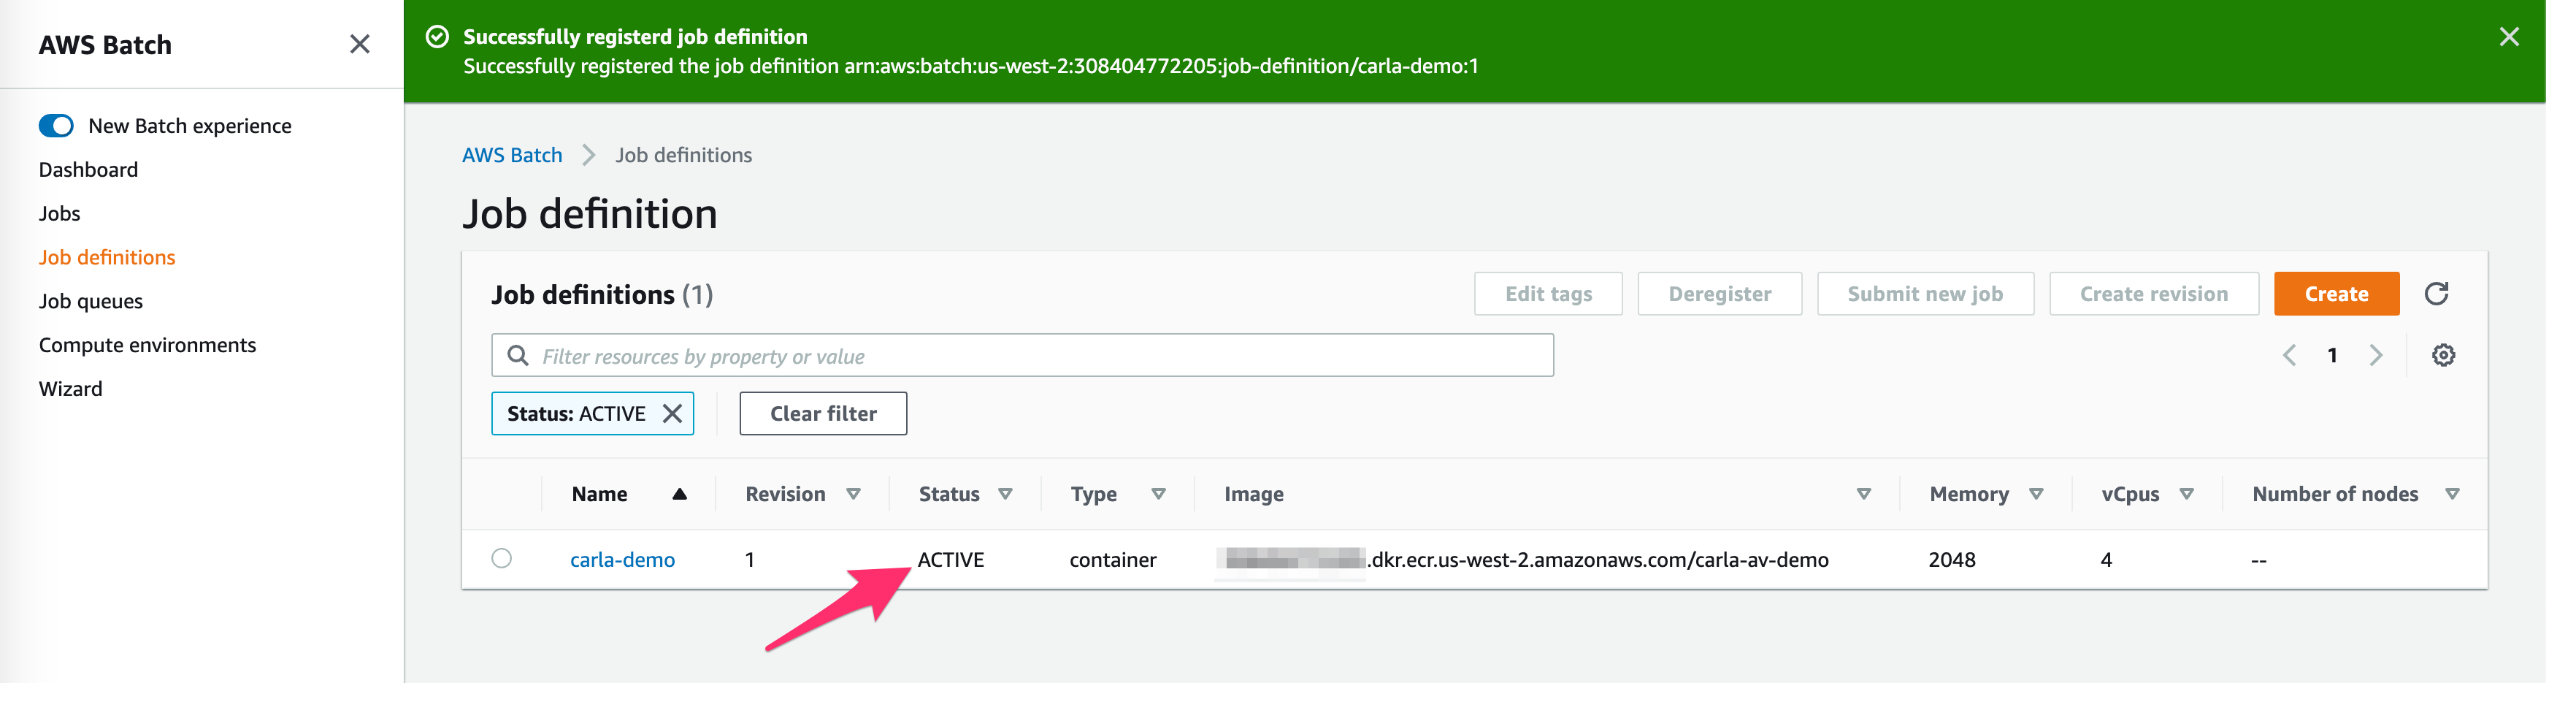 AWS Batch
New Batch experience
Dashboard
Jobs
Job definitions
Job queues
Compute environments
Wizard
Successfully registerd job definition
Successfully registered the job definition arn:aws:batch:us-west-2:308404772205:job-definition/carla-demo:1
AWS Batch Job definitions
Job definition
Job definitions (1) Edit tags Deregister Submit new job Create revision Create
Filter resources by property or value 1
Status: ACTIVE Clear filter
Name Revision Status Type Image Memory vCpus Number of nodes
carla-demo 1 ACTIVE container .dkr.ecr.us-west-2.amazonaws.com/carla-av-demo 2048 4 --